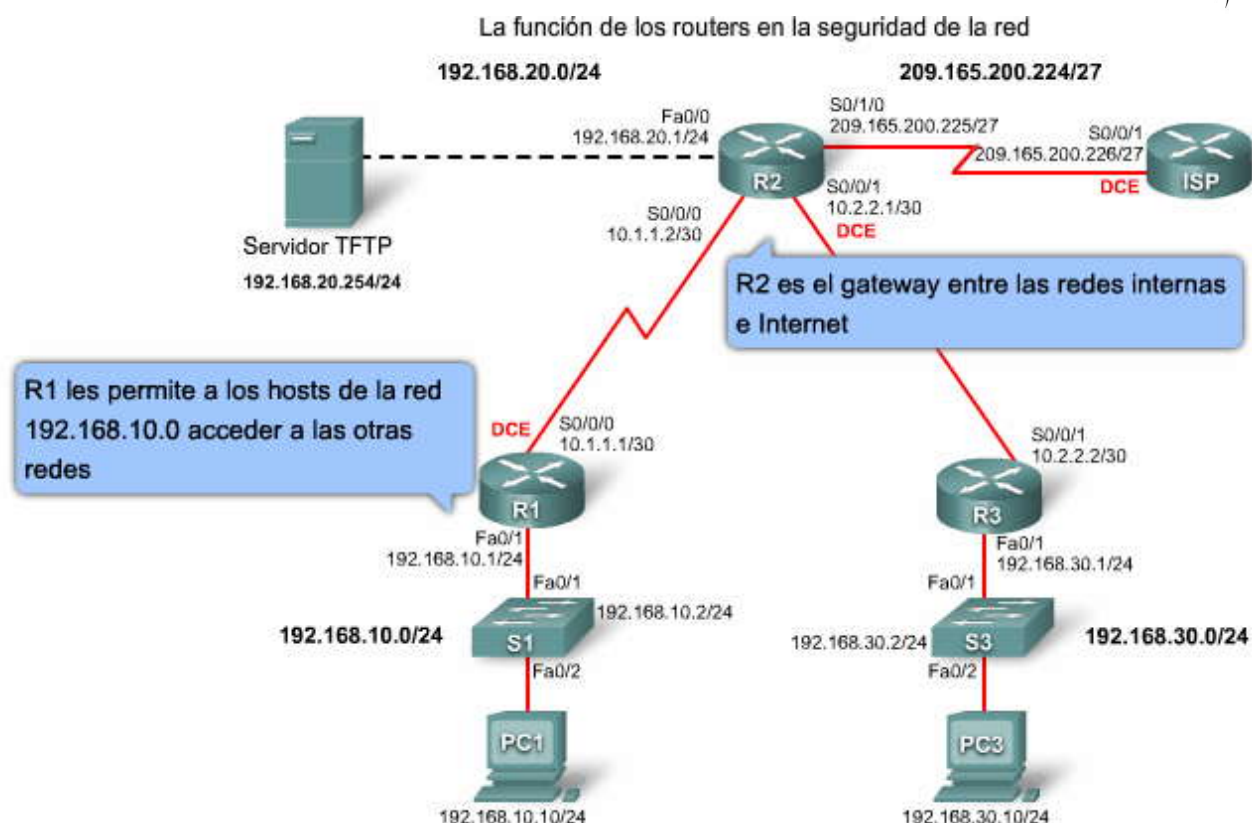 La función de los routers en la seguridad de la red
192.168.20.0/24
209.165.200.224/27
Fa0/0
192.168.20.1/24
S0/1/0
209.165.200.225/27
S0/0/1
209.165.200.226/27
R2
DCE
ISP
S0/0/1
10.2.2.1/30
DCE
S0/0/0
10.1.1.2/30
Servidor TFTP
192.168.20.254/24
R2 es el gateway entre las redes internas
e Internet
R1 les permite a los hosts de la red
192.168.10.0 acceder a las otras
redes
DCE
S0/0/0
10.1.1.1/30
S0/0/1
10.2.2.2/30
R1
R3
Fa0/1
192.168.10.1/24
Fa0/1
192.168.30.1/24
Fa0/1
192.168.10.2/24
Fa0/1
192.168.10.0/24
S1
192.168.30.2/24
S3
192.168.30.0/24
Fa0/2
Fa0/2
PC1
PC3
192.168.10.10/24
192.168.30.10/24